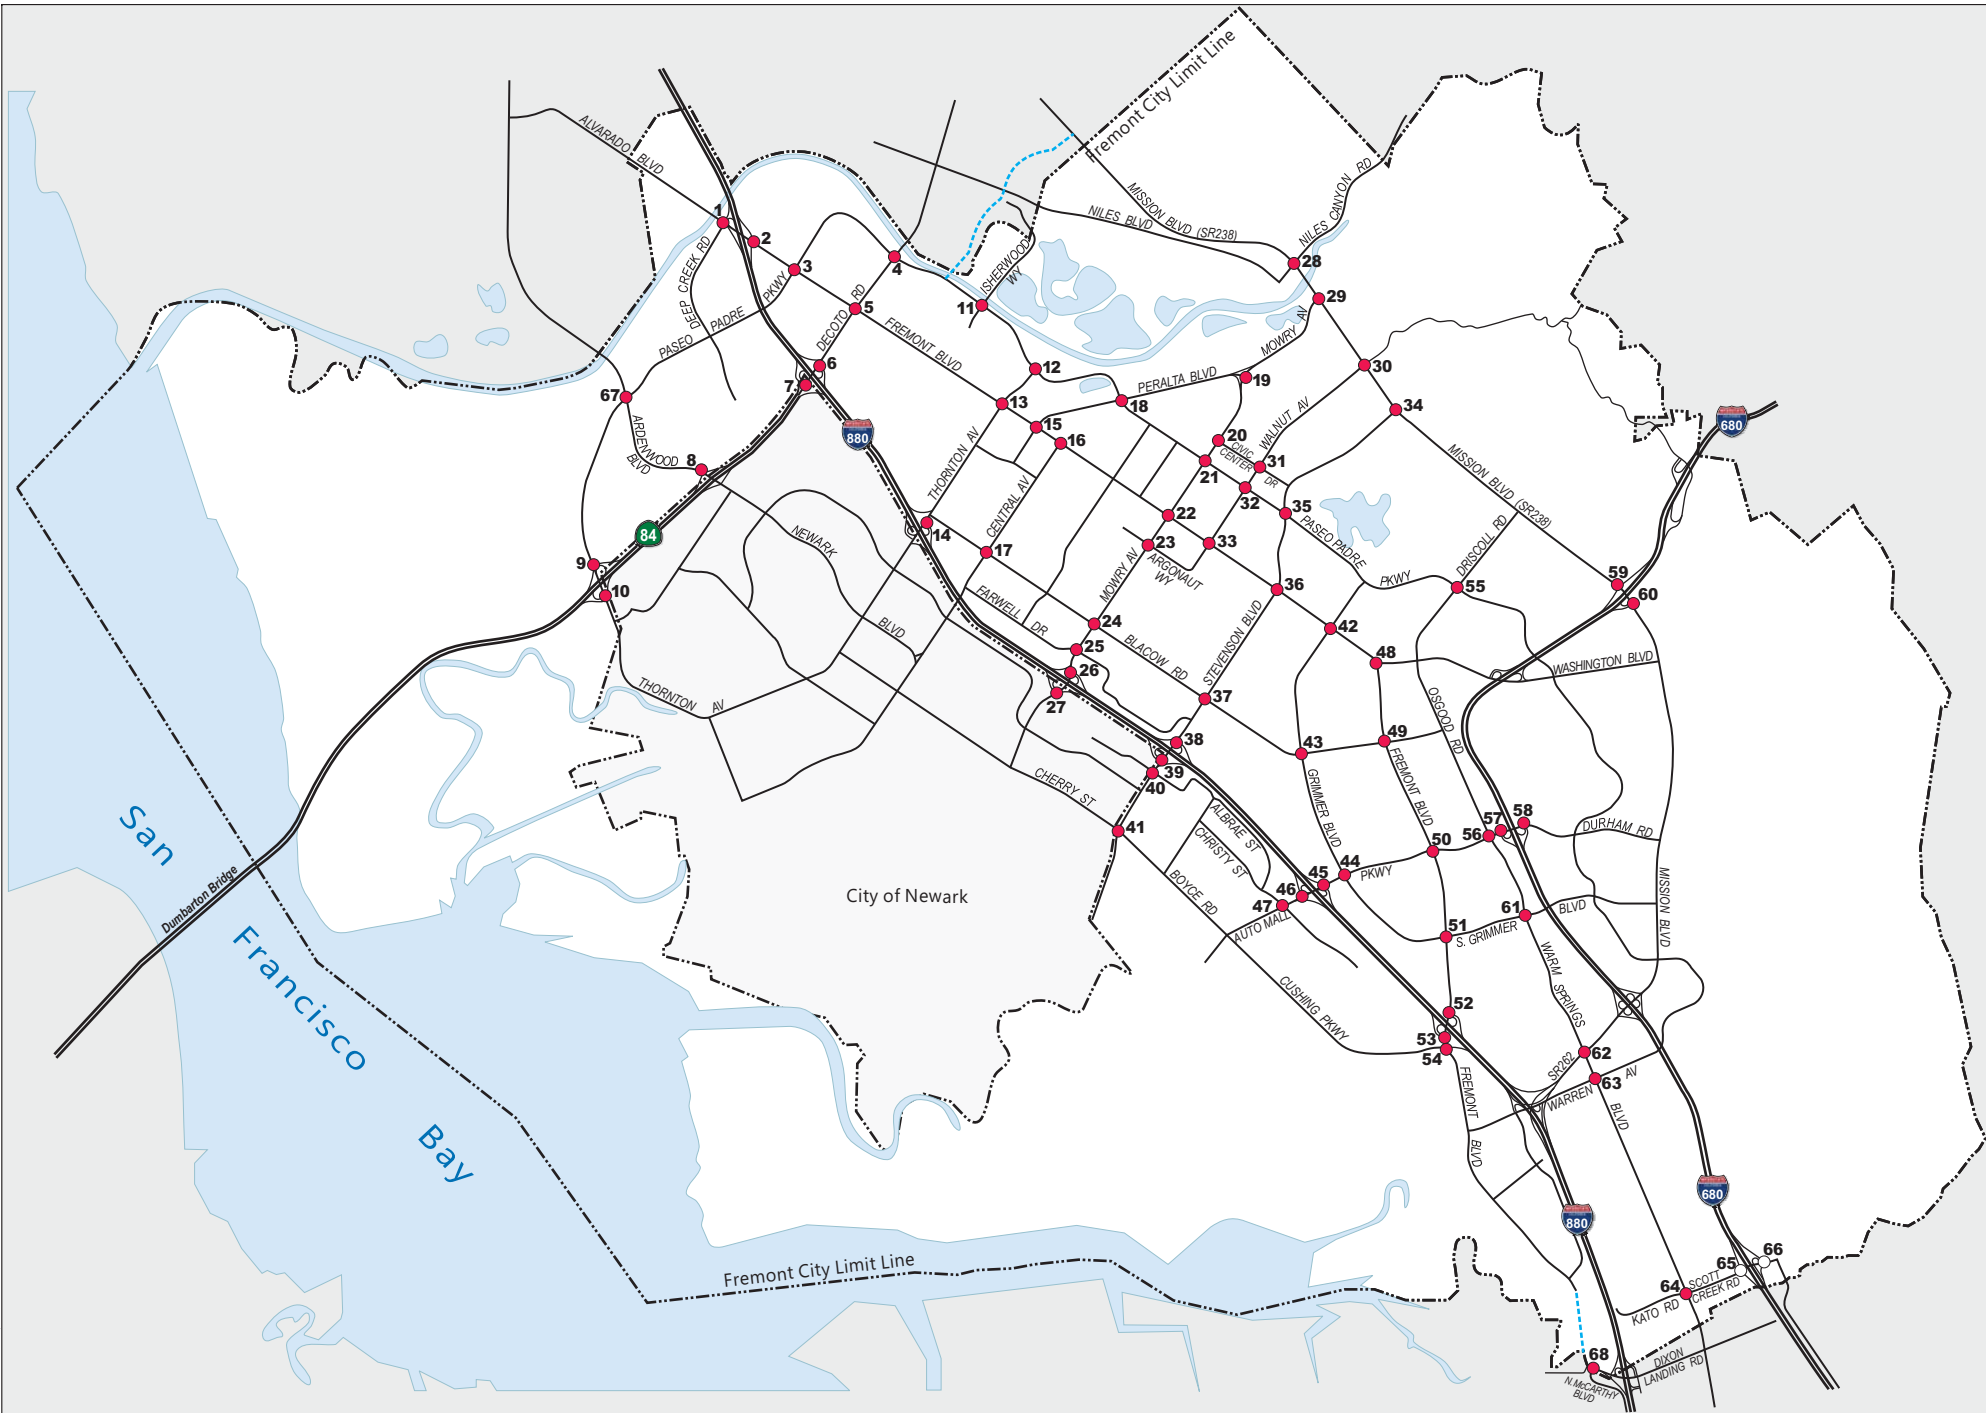 Fremont City Limit Line
ALVARADO BLVD
MISSION BLVD (SR238)
NILES BLVD
NILES CANYON RD
1
2
3
4
5
6
7
DEEP CREEK RD
PASEO PADRE PKWY
DECOTO RD
ISHERWOOD
WY
11
28
29
MOWRY AV
FREMONT BLVD
12
13
PERALTA BLVD
19
30
67
ARDENWOOD
BLVD
8
880
15
16
18
20
CIVIC
CENTER
DR
WALNUT AV
31
34
680
MISSION BLVD (SR238)
THORNTON AV
CENTRAL AV
21
32
35
84
14
22
23
33
PASEO PADRE
PKWY
DRISCOLL RD
NEWARK
BLVD
9
10
17
MOWRY AV
ARGONAUT
WY
36
55
59
60
FARWELL DR
24
25
26
27
BLACOW RD
STEVENSON BLVD
42
48
WASHINGTON BLVD
THORNTON AV
37
38
39
40
43
49
OSGOOD RD
CHERRY ST
41
ALBRAE ST
CHRISTY ST
GRIMMER BLVD
FREMONT BLVD
50
56
57
58
DURHAM RD
San
Francisco
Bay
Dumbarton Bridge
City of Newark
BOYCE RD
44
45
46
47
AUTO MALL
PKWY
51
S. GRIMMER
BLVD
61
MISSION BLVD
CUSHING PKWY
WARM
SPRINGS
BLVD
52
53
54
SR262
62
63
WARREN AV
FREMONT
BLVD
680
880
Fremont City Limit Line
64
65
66
SCOTT
CREEK RD
KATO RD
68
DIXON
LANDING RD
N. McCARTHY
BLVD